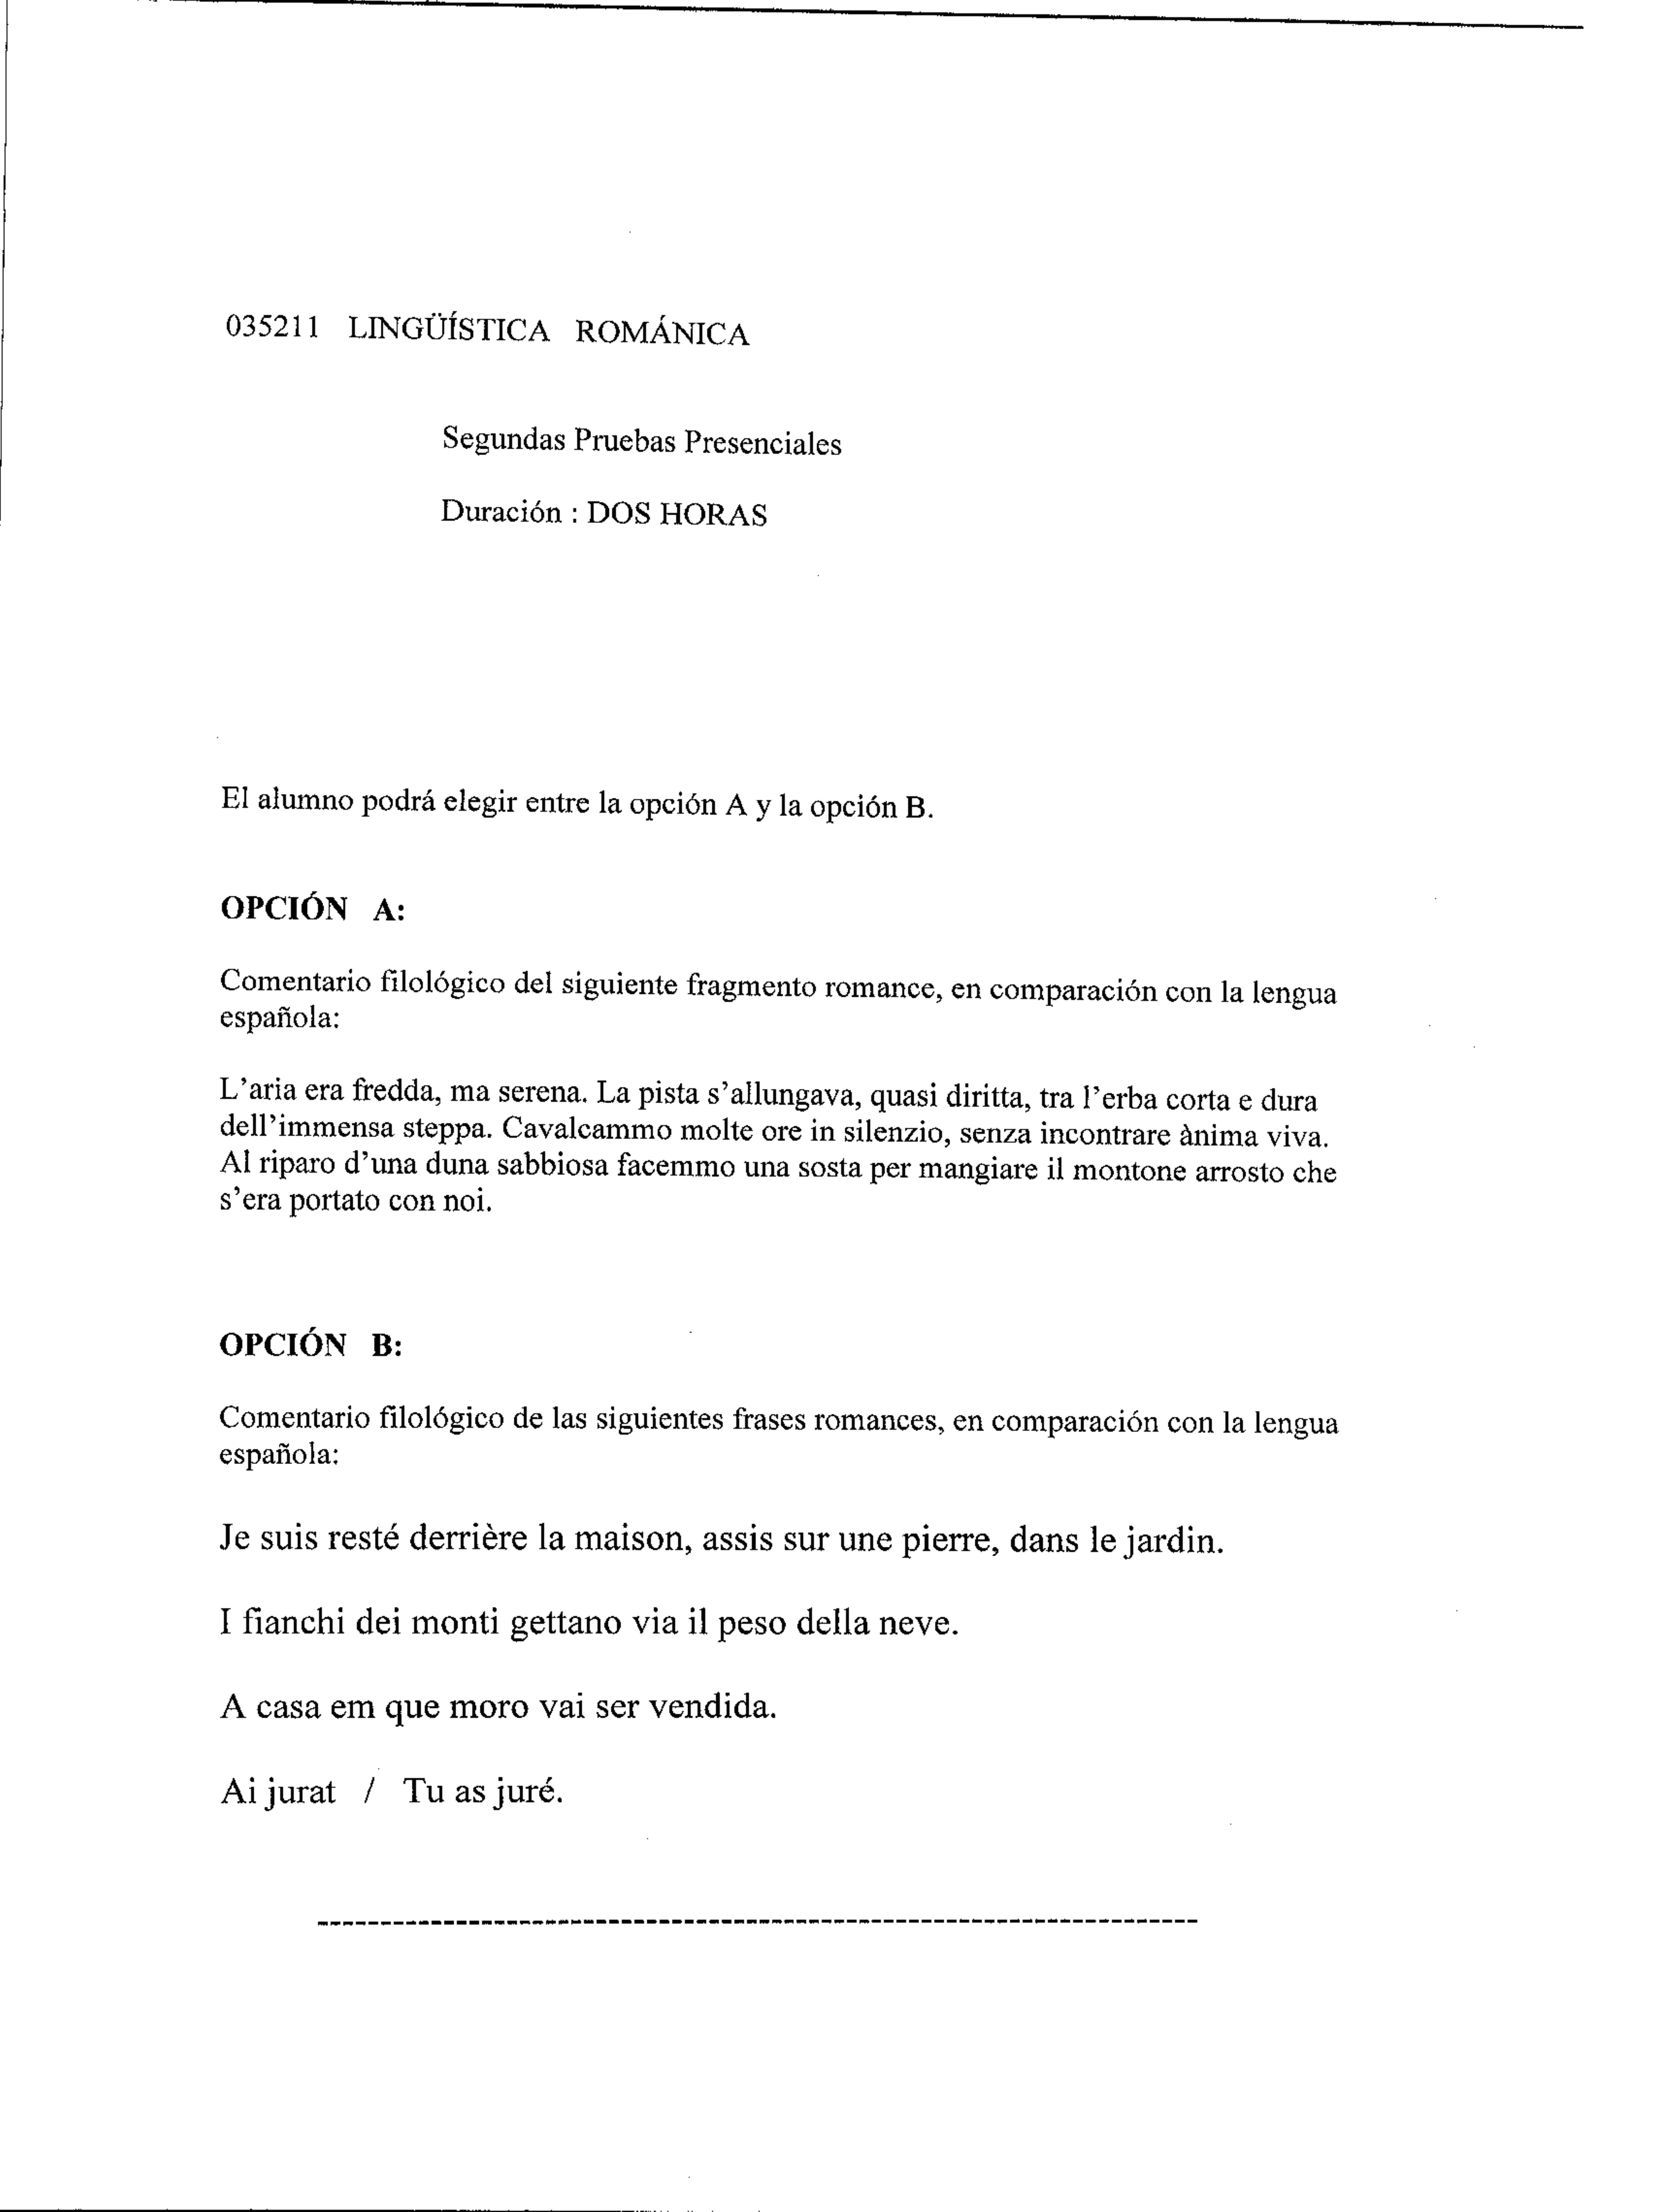 035211 LINGÜÍSTICA ROMÁNICA
Segundas Pruebas Presenciales
Duración : DOS HORAS
El alumno podrá elegir entre la opción A y la opción B.
OPCIÓN A:
Comentario filológico del siguiente fragmento romance, en comparación con la lengua
española:
L'aria era fredda, ma serena. La pista s'allungava, quasi diritta, tra l'erba corta e dura
dell'immensa steppa. Cavalcammo molte ore in silenzio, senza incontrare ànima viva.
Al riparo d'una duna sabbiosa facemmo una sosta per mangiare il montone arrosto che
s'era portato con noi.
OPCIÓN B:
Comentario filológico de las siguientes frases romances, en comparación con la lengua
española:
Je suis resté derrière la maison, assis sur une pierre, dans le jardin.
I fianchi dei monti gettano via il peso della neve.
A casa em que moro vai ser vendida.
Ai jurat / Tu as juré.